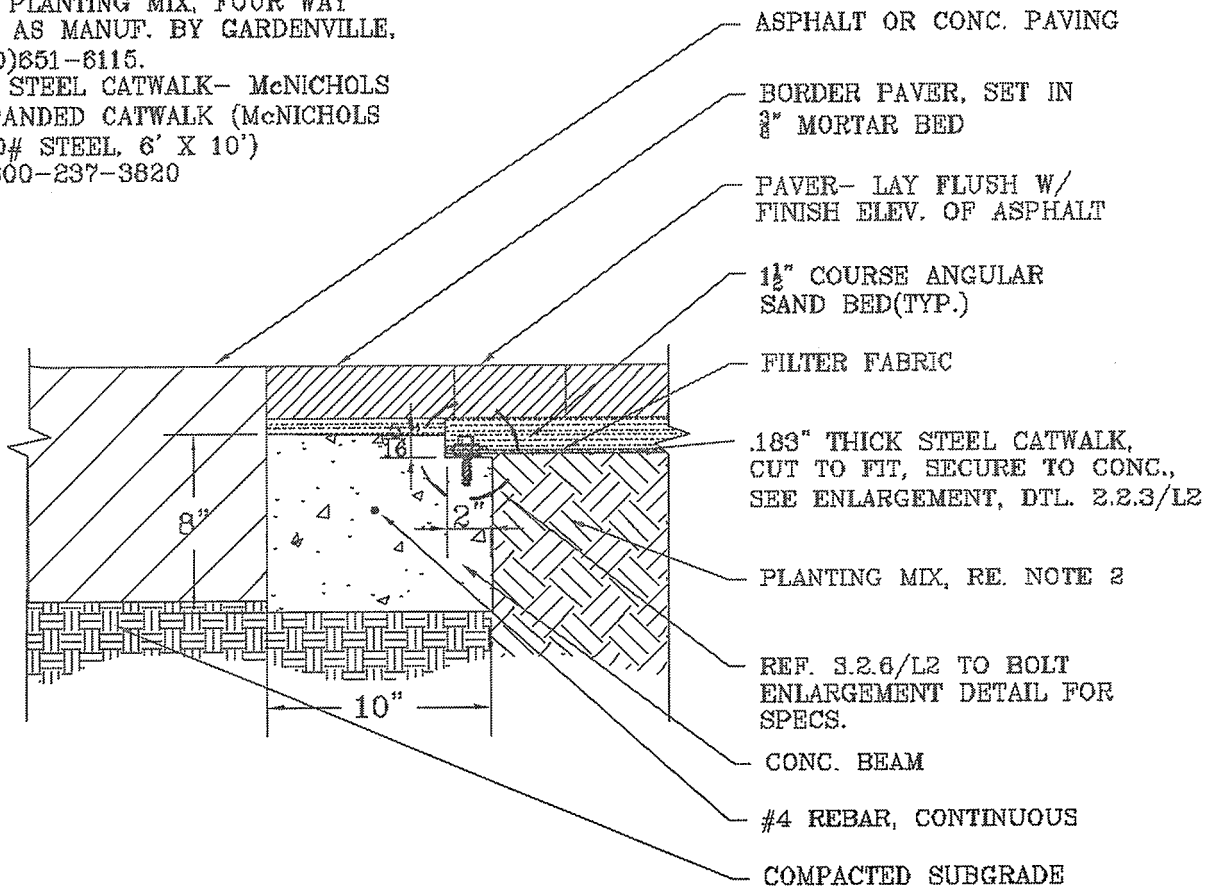 PLANTING MIX, FOUR WAY
AS MANUF. BY GARDENVILLE,
)651-6115.
STEEL CATWALK- McNICHOLS
ANDED CATWALK (McNICHOLS
# STEEL, 6' X 10')
00-237-3820
ASPHALT OR CONC. PAVING
BORDER PAVER, SET IN
3/8" MORTAR BED
PAVER- LAY FLUSH W/
FINISH ELEV. OF ASPHALT
1 1/2" COURSE ANGULAR
SAND BED(TYP.)
FILTER FABRIC
.183" THICK STEEL CATWALK,
CUT TO FIT, SECURE TO CONC.,
SEE ENLARGEMENT, DTL. 2.2.3/L2
PLANTING MIX, RE. NOTE 2
REF. 3.2.6/L2 TO BOLT
ENLARGEMENT DETAIL FOR
SPECS.
CONC. BEAM
#4 REBAR, CONTINUOUS
COMPACTED SUBGRADE
16
8"
2"
10"